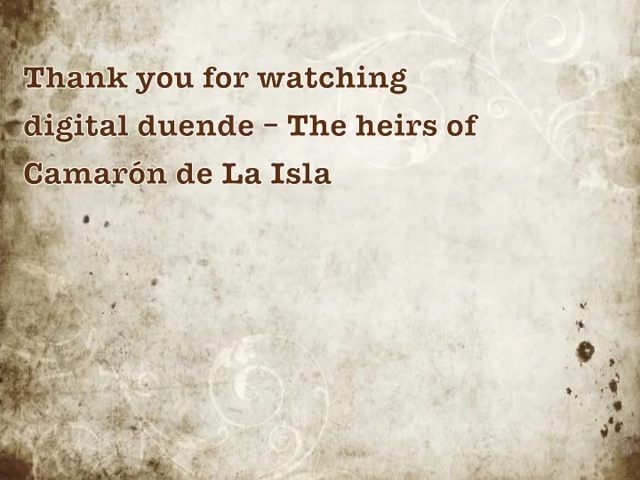 Thank you for watching
digital duende – The heirs of
Camarón de La Isla